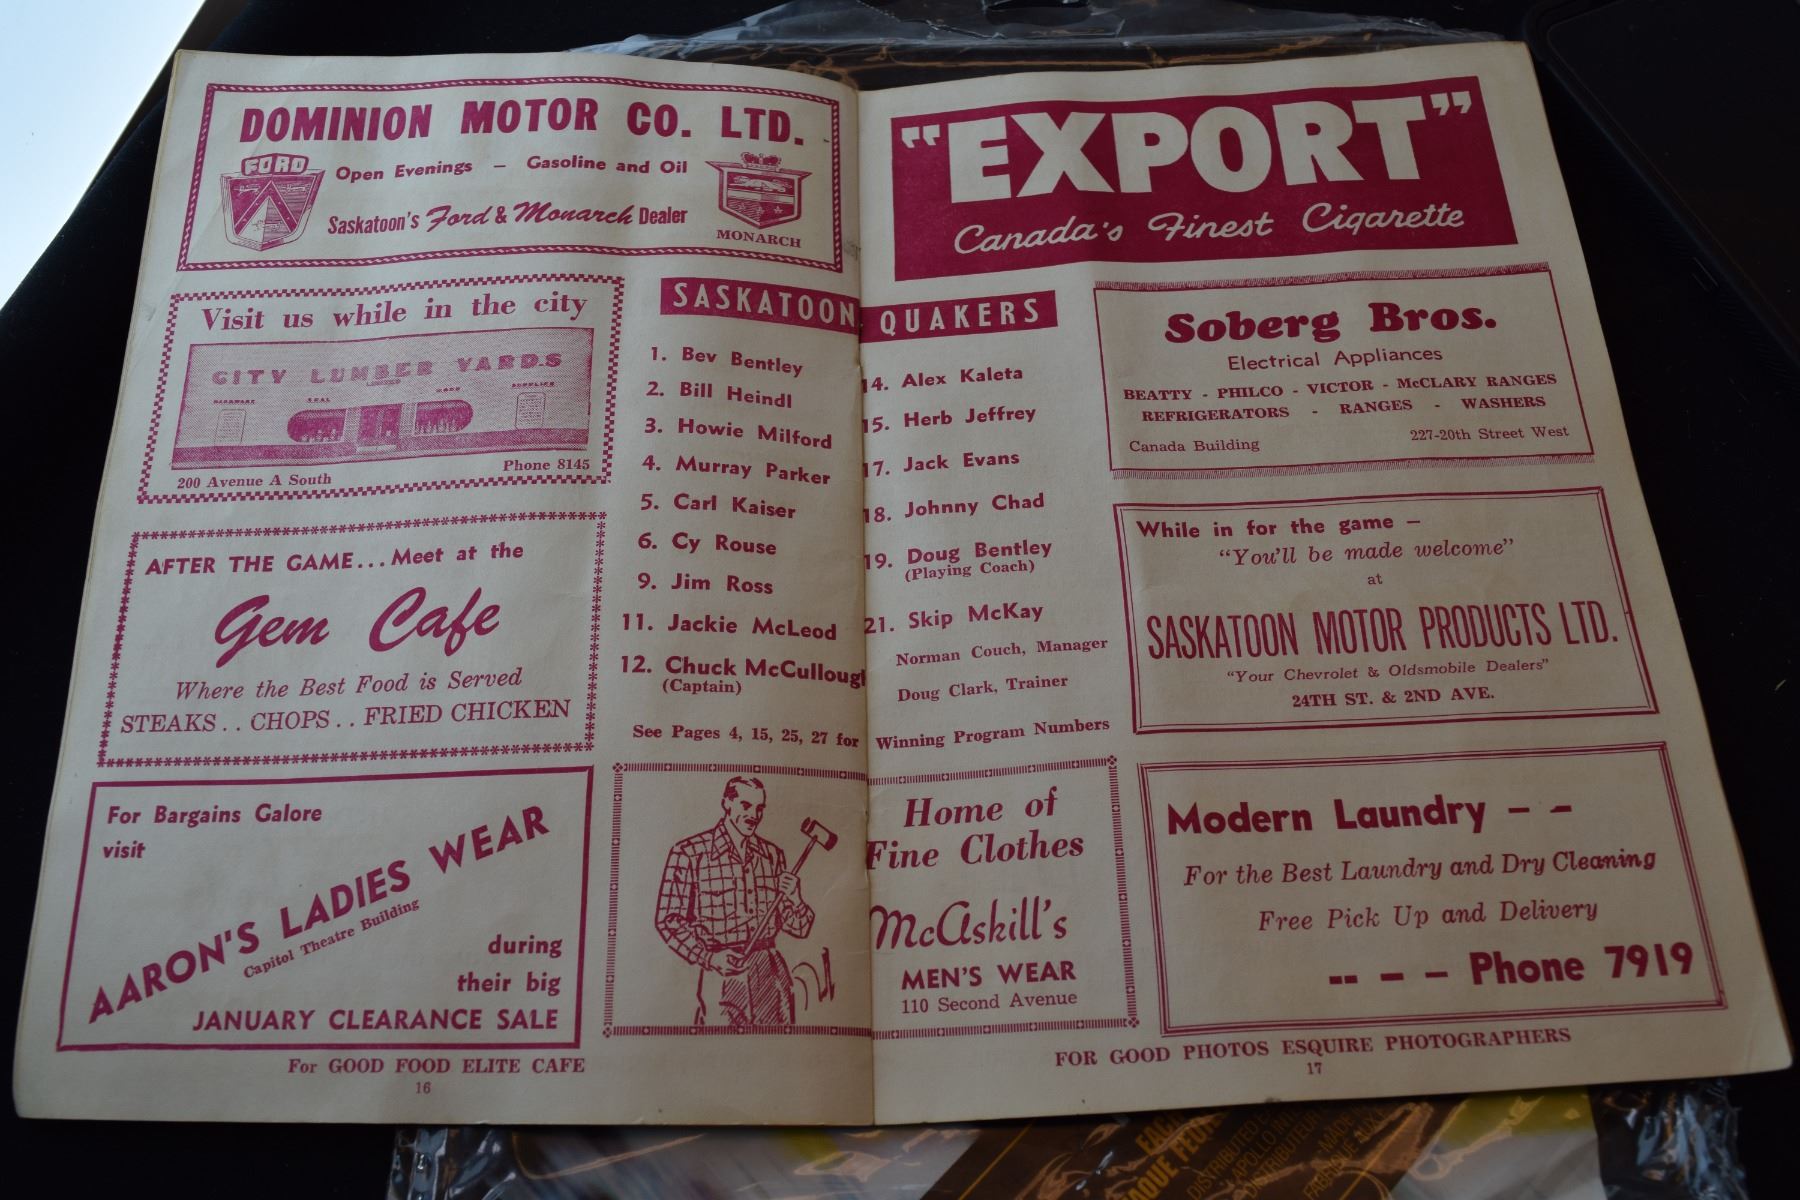 DOMINION MOTOR CO. LTD.
FORD
Open Evenings — Gasoline and Oil
Saskatoon's Ford & Monarch Dealer
MONARCH
Visit us while in the city
CITY LUMBER YARDS
LIMITED
HARDWARE
COAL
WOOD
SUPPLIES
Phone 8145
200 Avenue A South
AFTER THE GAME...Meet at the
Gem Cafe
Where the Best Food is Served
STEAKS . . CHOPS . . FRIED CHICKEN
For Bargains Galore
visit
AARON'S LADIES WEAR
Capitol Theatre Building
during
their big
JANUARY CLEARANCE SALE
For GOOD FOOD ELITE CAFE
16
SASKATOON QUAKERS
1. Bev Bentley
2. Bill Heindl
3. Howie Milford
4. Murray Parker
5. Carl Kaiser
6. Cy Rouse
9. Jim Ross
11. Jackie McLeod
12. Chuck McCullough
(Captain)
14. Alex Kaleta
15. Herb Jeffrey
17. Jack Evans
18. Johnny Chad
19. Doug Bentley
(Playing Coach)
21. Skip McKay
Norman Couch, Manager
Doug Clark, Trainer
See Pages 4, 15, 25, 27 for Winning Program Numbers
Home of
Fine Clothes
McAskill's
MEN'S WEAR
110 Second Avenue
"EXPORT"
Canada's Finest Cigarette
Soberg Bros.
Electrical Appliances
BEATTY - PHILCO - VICTOR - McCLARY RANGES
REFRIGERATORS - RANGES - WASHERS
Canada Building 227-20th Street West
While in for the game —
"You'll be made welcome"
at
SASKATOON MOTOR PRODUCTS LTD.
"Your Chevrolet & Oldsmobile Dealers"
24TH ST. & 2ND AVE.
Modern Laundry — —
For the Best Laundry and Dry Cleaning
Free Pick Up and Delivery
-- — — Phone 7919
FOR GOOD PHOTOS ESQUIRE PHOTOGRAPHERS
17